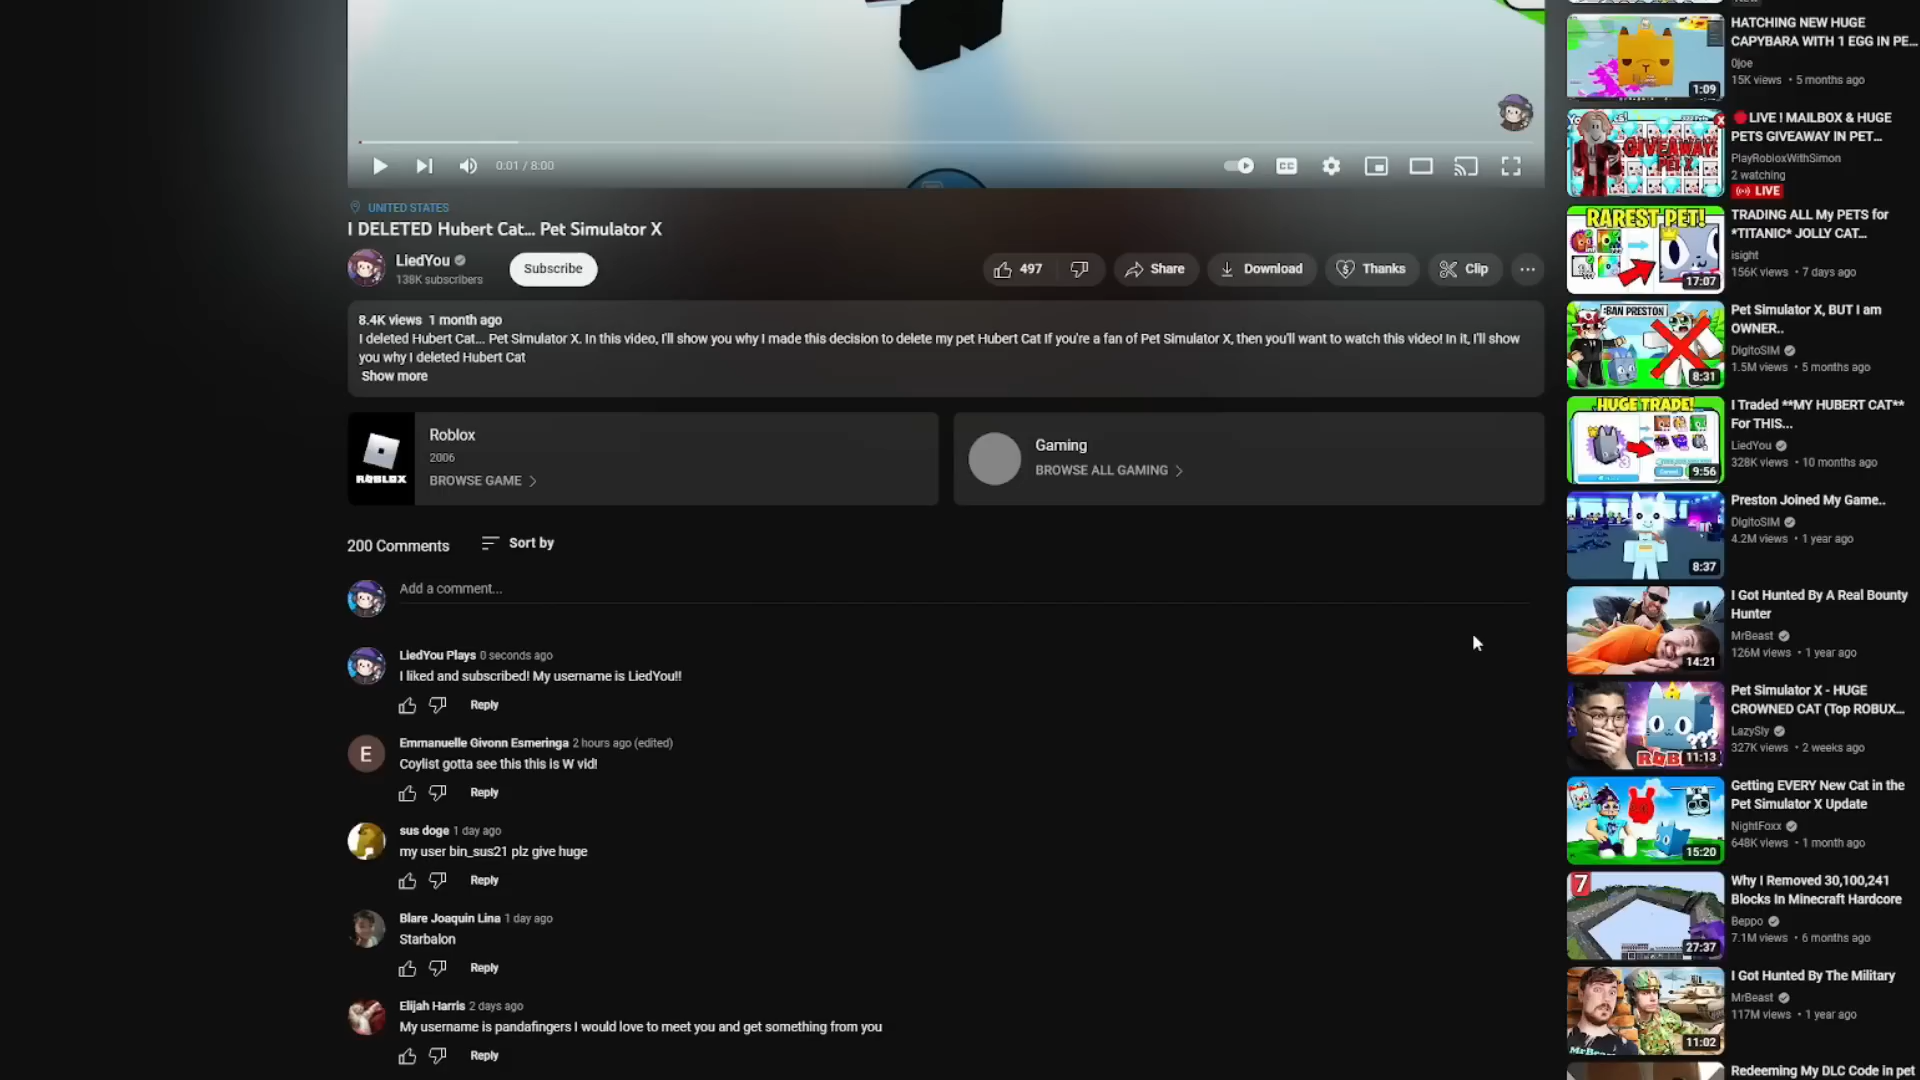 0:01 / 8:00
UNITED STATES
I DELETED Hubert Cat... Pet Simulator X
LiedYou
138K subscribers
Subscribe
497
Share
Download
Thanks
Clip
8.4K views 1 month ago
I deleted Hubert Cat... Pet Simulator X. In this video, I'll show you why I made this decision to delete my pet Hubert Cat If you're a fan of Pet Simulator X, then you'll want to watch this video! In it, I'll show
you why I deleted Hubert Cat
Show more
ROBLOX
Roblox
2006
BROWSE GAME
Gaming
BROWSE ALL GAMING
200 Comments
Sort by
Add a comment...
LiedYou Plays 0 seconds ago
I liked and subscribed! My username is LiedYou!!
Reply
E
Emmanuelle Givonn Esmeringa 2 hours ago (edited)
Coylist gotta see this this is W vid!
Reply
sus doge 1 day ago
my user bin_sus21 plz give huge
Reply
Blare Joaquin Lina 1 day ago
Starbalon
Reply
Elijah Harris 2 days ago
My username is pandafingers I would love to meet you and get something from you
Reply
HATCHING NEW HUGE
CAPYBARA WITH 1 EGG IN PE...
0joe
15K views • 5 months ago
1:09
LIVE ! MAILBOX & HUGE
PETS GIVEAWAY IN PET...
PlayRobloxWithSimon
2 watching
LIVE
GIVEAWAY!
RAREST PET!
17:07
TRADING ALL My PETS for
*TITANIC* JOLLY CAT...
isight
156K views • 7 days ago
:BAN PRESTON
8:31
Pet Simulator X, BUT I am
OWNER..
DigitoSIM
1.5M views • 5 months ago
HUGE TRADE!
9:56
I Traded **MY HUBERT CAT**
For THIS...
LiedYou
328K views • 10 months ago
8:37
Preston Joined My Game..
DigitoSIM
4.2M views • 1 year ago
14:21
I Got Hunted By A Real Bounty
Hunter
MrBeast
126M views • 1 year ago
???
11:13
Pet Simulator X - HUGE
CROWNED CAT (Top ROBUX...
LazySly
327K views • 2 weeks ago
15:20
Getting EVERY New Cat in the
Pet Simulator X Update
NightFoxx
648K views • 1 month ago
7
27:37
Why I Removed 30,100,241
Blocks In Minecraft Hardcore
Beppo
7.1M views • 6 months ago
MrBeast
11:02
I Got Hunted By The Military
MrBeast
117M views • 1 year ago
Redeeming My DLC Code in pet